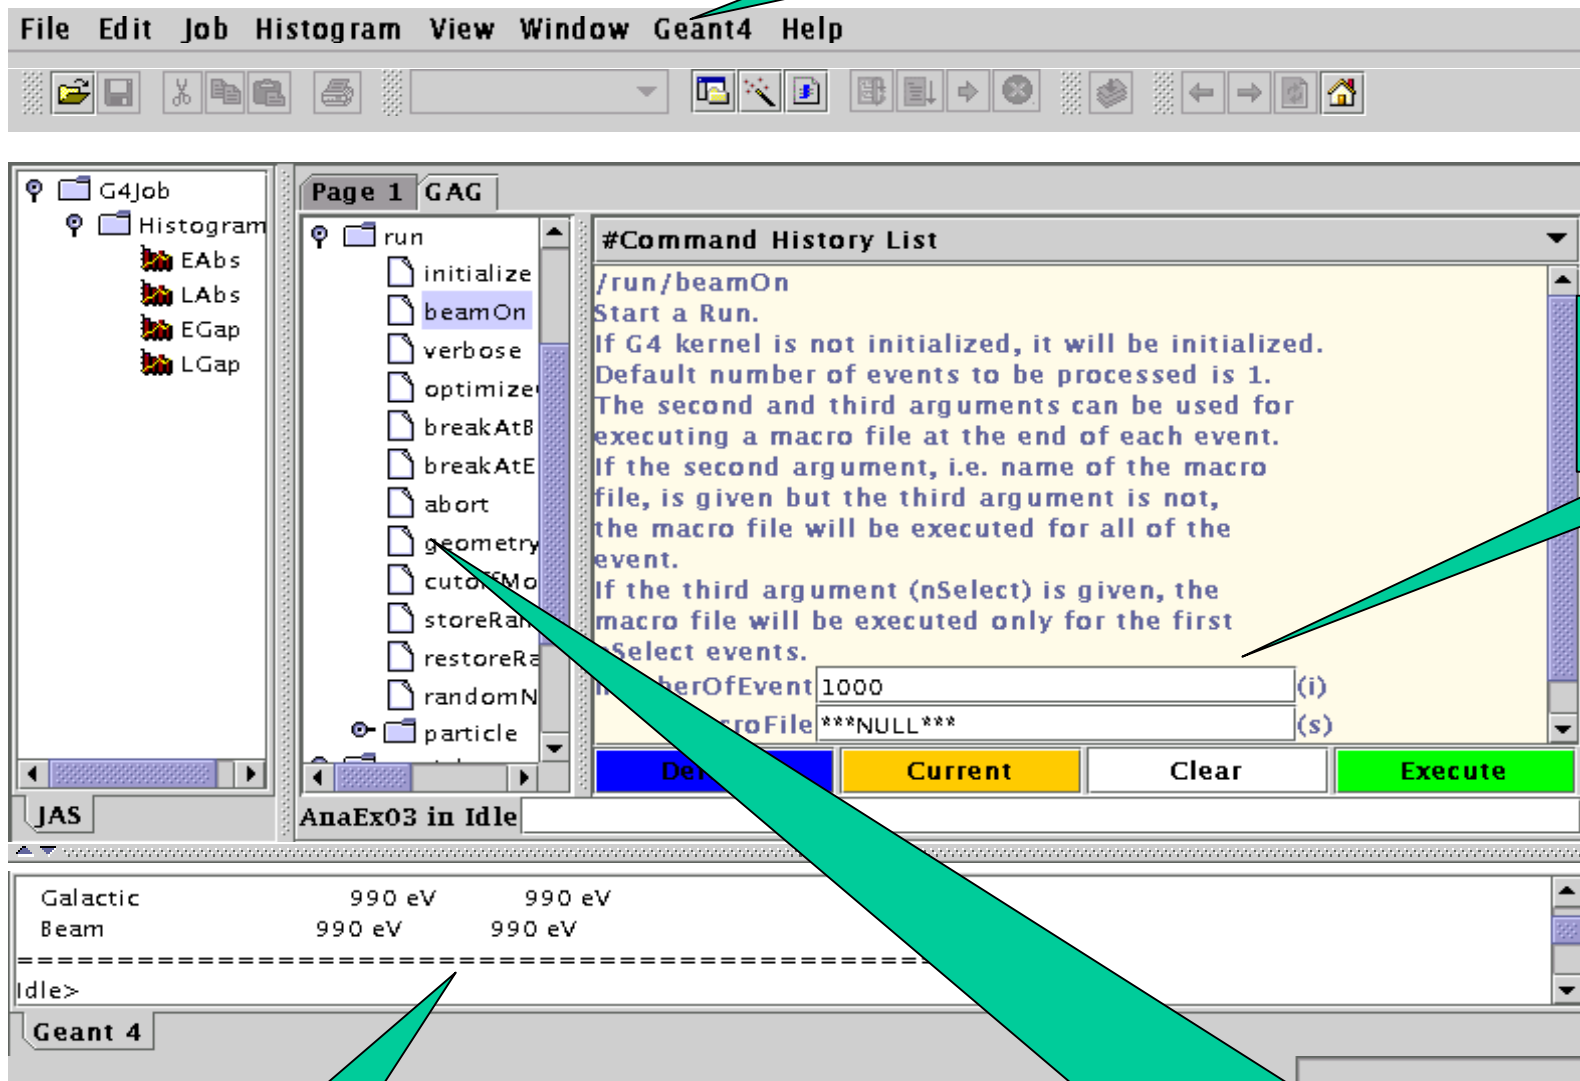 File Edit Job Histogram View Window Geant4 Help
G4Job
Histogram
EAbs
LAbs
EGap
LGap
JAS
Page 1 GAG
run
initialize
beamOn
verbose
optimize
breakAtB
breakAtE
abort
geometry
cutoffMo
storeRan
restoreRa
randomN
particle
#Command History List
/run/beamOn
Start a Run.
If G4 kernel is not initialized, it will be initialized.
Default number of events to be processed is 1.
The second and third arguments can be used for
executing a macro file at the end of each event.
If the second argument, i.e. name of the macro
file, is given but the third argument is not,
the macro file will be executed for all of the
event.
If the third argument (nSelect) is given, the
macro file will be executed only for the first
nSelect events.
numberOfEvent 1000 (i)
roFile ***NULL*** (s)
Current Clear Execute
AnaEx03 in Idle
Galactic 990 eV 990 eV
Beam 990 eV 990 eV
=====================================================
Idle>
Geant 4